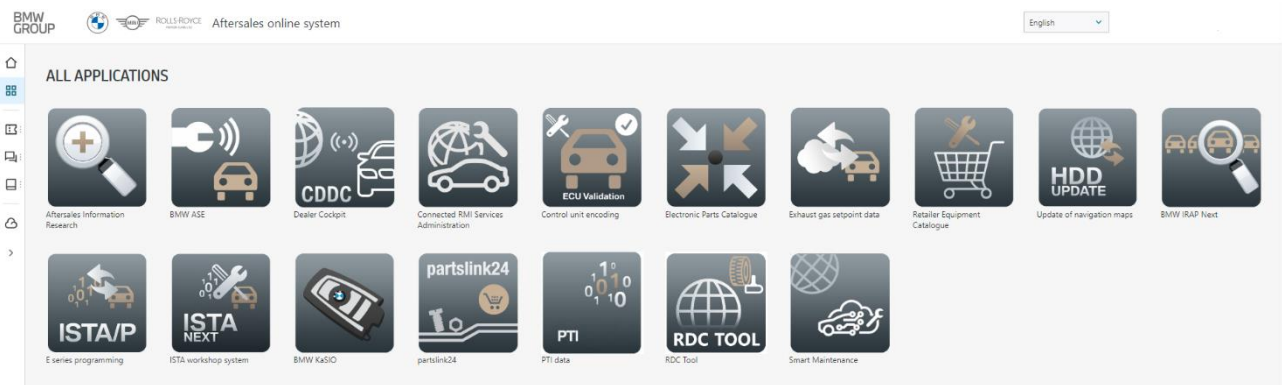 BMW
GROUP
ROLLS-ROYCE
Aftersales online system
English
ALL APPLICATIONS
CDDC
ECU Validation
HDD
UPDATE
Aftersales Information
Research
BMW ASE
Dealer Cockpit
Connected RMI Services
Administration
Control unit encoding
Electronic Parts Catalogue
Exhaust gas setpoint data
Retailer Equipment
Catalogue
Update of navigation maps
BMW IRAP Next
ISTA/P
ISTA
NEXT
partslink24
PTI
RDC TOOL
E series programming
ISTA workshop system
BMW KaSIO
partslink24
PTI data
RDC Tool
Smart Maintenance